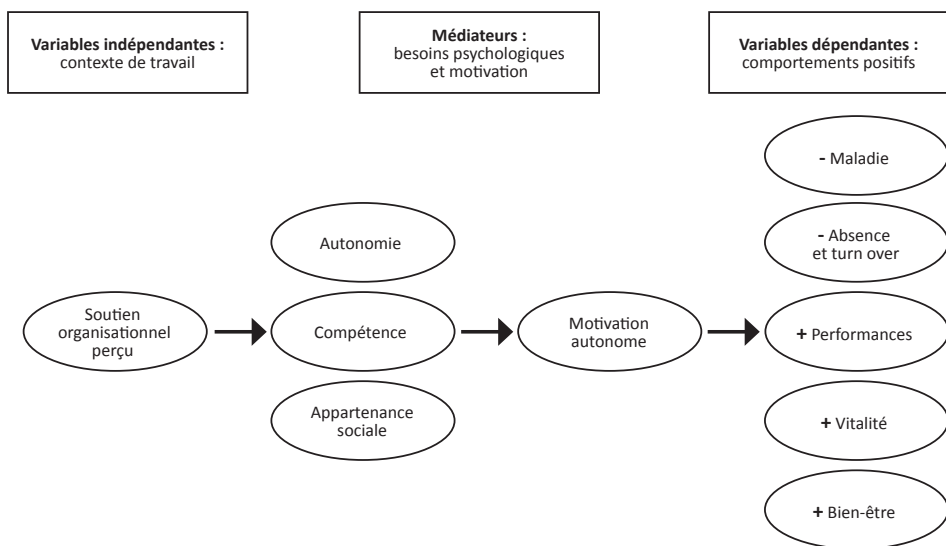 Variables indépendantes :
contexte de travail
Médiateurs :
besoins psychologiques
et motivation
Variables dépendantes :
comportements positifs
- Maladie
Autonomie
- Absence
et turn over
Soutien
organisationnel
perçu
Compétence
Motivation
autonome
+ Performances
Appartenance
sociale
+ Vitalité
+ Bien-être